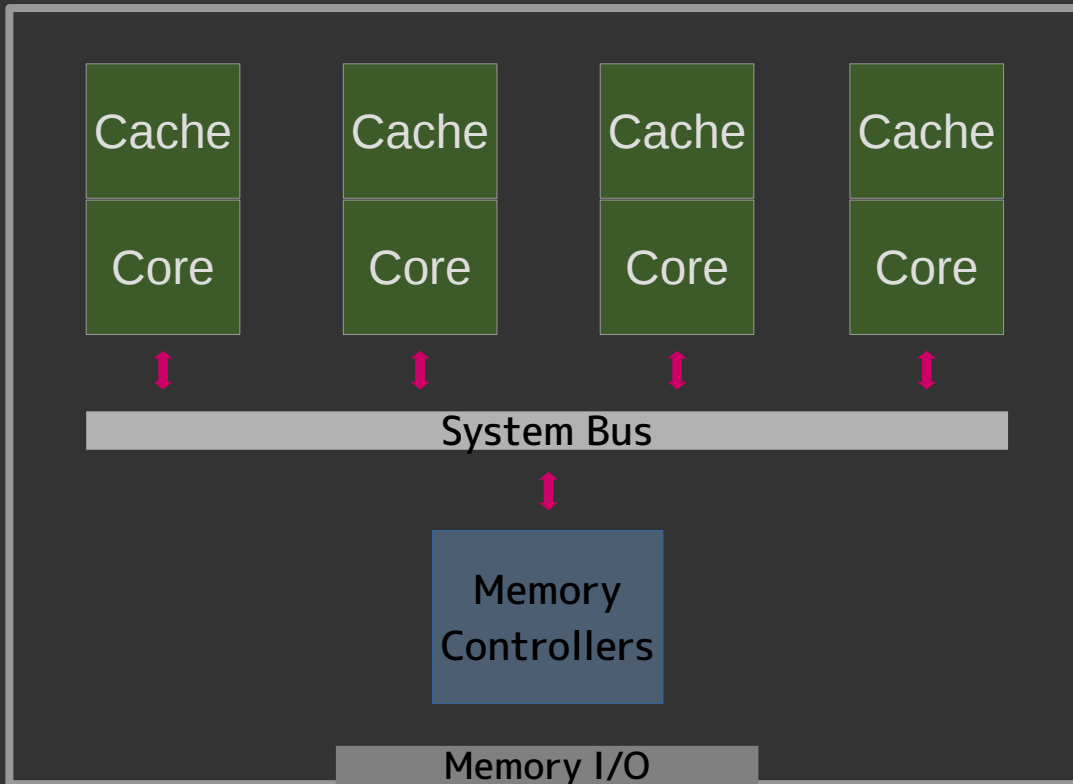 Cache Cache Cache Cache
Core Core Core Core
System Bus
Memory
Controllers
Memory I/O